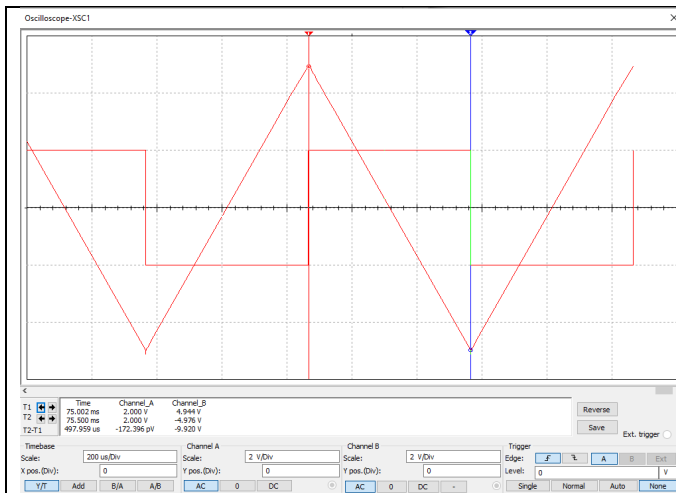 Oscilloscope-XSC1
1
2
T1
T2
T2-T1
Time Channel_A Channel_B
75.002 ms 2.000 V 4.944 V
75.500 ms 2.000 V -4.976 V
497.959 us -172.396 pV -9.920 V
Reverse
Save
Ext. trigger
Timebase
Scale: 200 us/Div
X pos.(Div): 0
Y/T Add B/A A/B
Channel A
Scale: 2 V/Div
Y pos.(Div): 0
AC 0 DC
Channel B
Scale: 2 V/Div
Y pos.(Div): 0
AC 0 DC -
Trigger
Edge: A B Ext
Level: 0 V
Single Normal Auto None